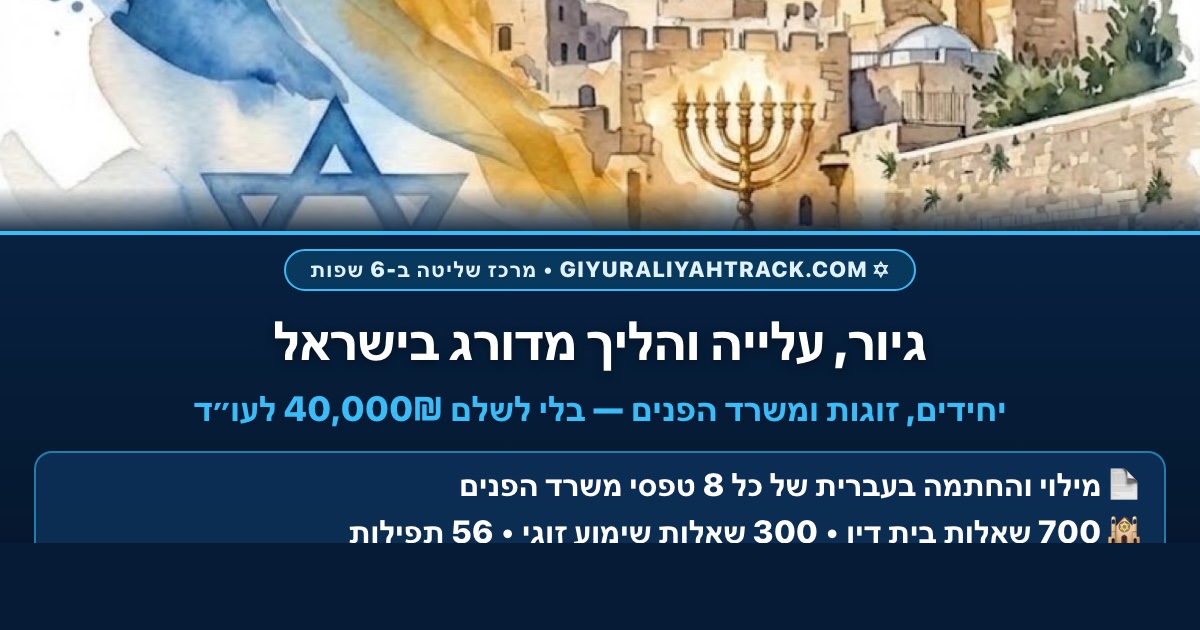 ✡ GIYURALIYAHTRACK.COM • מרכז שליטה ב-6 שפות
גיור, עלייה והליך מדורג בישראל
יחידים, זוגות ומשרד הפנים — בלי לשלם ₪40,000 לעו״ד
מילוי והחתמה בעברית של כל 8 טפסי משרד הפנים
700 שאלות בית דין • 300 שאלות שימוע זוגי • 56 תפילות